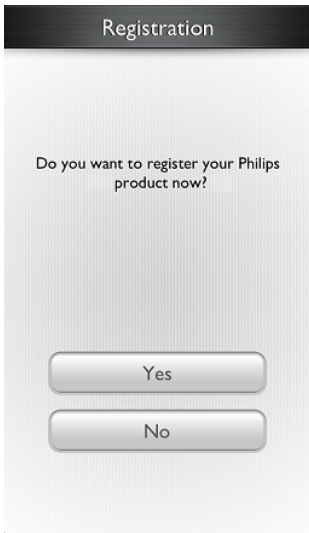 Registration
Do you want to register your Philips
product now?
Yes
No